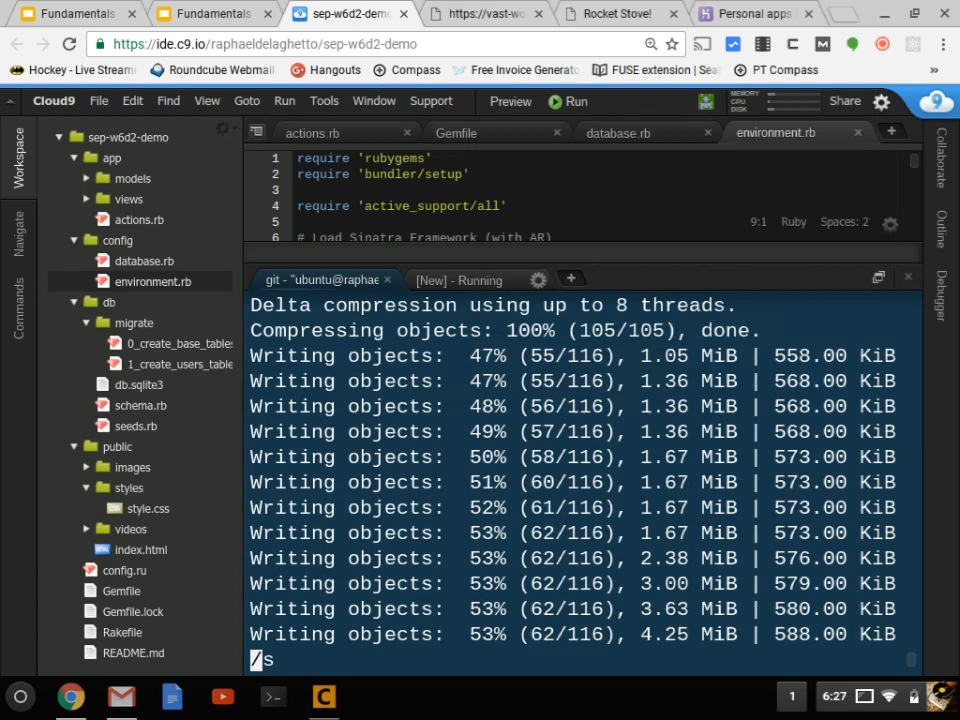 Fundamentals
Fundamentals
sep-w6d2-demo
https://vast-wo
Rocket Stove!
Personal apps
https://ide.c9.io/raphaeldelaghetto/sep-w6d2-demo
Hockey - Live Streami
Roundcube Webmail
Hangouts
Compass
Free Invoice Generato
FUSE extension | Seat
PT Compass
»
Cloud9 File Edit Find View Goto Run Tools Window Support Preview Run
MEMORY
CPU
DISK
Share
Workspace
Navigate
Commands
sep-w6d2-demo
app
models
views
actions.rb
config
database.rb
environment.rb
db
migrate
0_create_base_tables
1_create_users_table
db.sqlite3
schema.rb
seeds.rb
public
images
styles
style.css
videos
index.html
config.ru
Gemfile
Gemfile.lock
Rakefile
README.md
actions.rb
Gemfile
database.rb
environment.rb
1 require 'rubygems'
2 require 'bundler/setup'
3
4 require 'active_support/all'
5
6 # Load Sinatra Framework (with AR)
9:1 Ruby Spaces: 2
git - "ubuntu@raphae
[New] - Running
Delta compression using up to 8 threads.
Compressing objects: 100% (105/105), done.
Writing objects: 47% (55/116), 1.05 MiB | 558.00 KiB
Writing objects: 47% (55/116), 1.36 MiB | 568.00 KiB
Writing objects: 48% (56/116), 1.36 MiB | 568.00 KiB
Writing objects: 49% (57/116), 1.36 MiB | 568.00 KiB
Writing objects: 50% (58/116), 1.67 MiB | 573.00 KiB
Writing objects: 51% (60/116), 1.67 MiB | 573.00 KiB
Writing objects: 52% (61/116), 1.67 MiB | 573.00 KiB
Writing objects: 53% (62/116), 1.67 MiB | 573.00 KiB
Writing objects: 53% (62/116), 2.38 MiB | 576.00 KiB
Writing objects: 53% (62/116), 3.00 MiB | 579.00 KiB
Writing objects: 53% (62/116), 3.63 MiB | 580.00 KiB
Writing objects: 53% (62/116), 4.25 MiB | 588.00 KiB
/s
Collaborate
Outline
Debugger
1
6:27